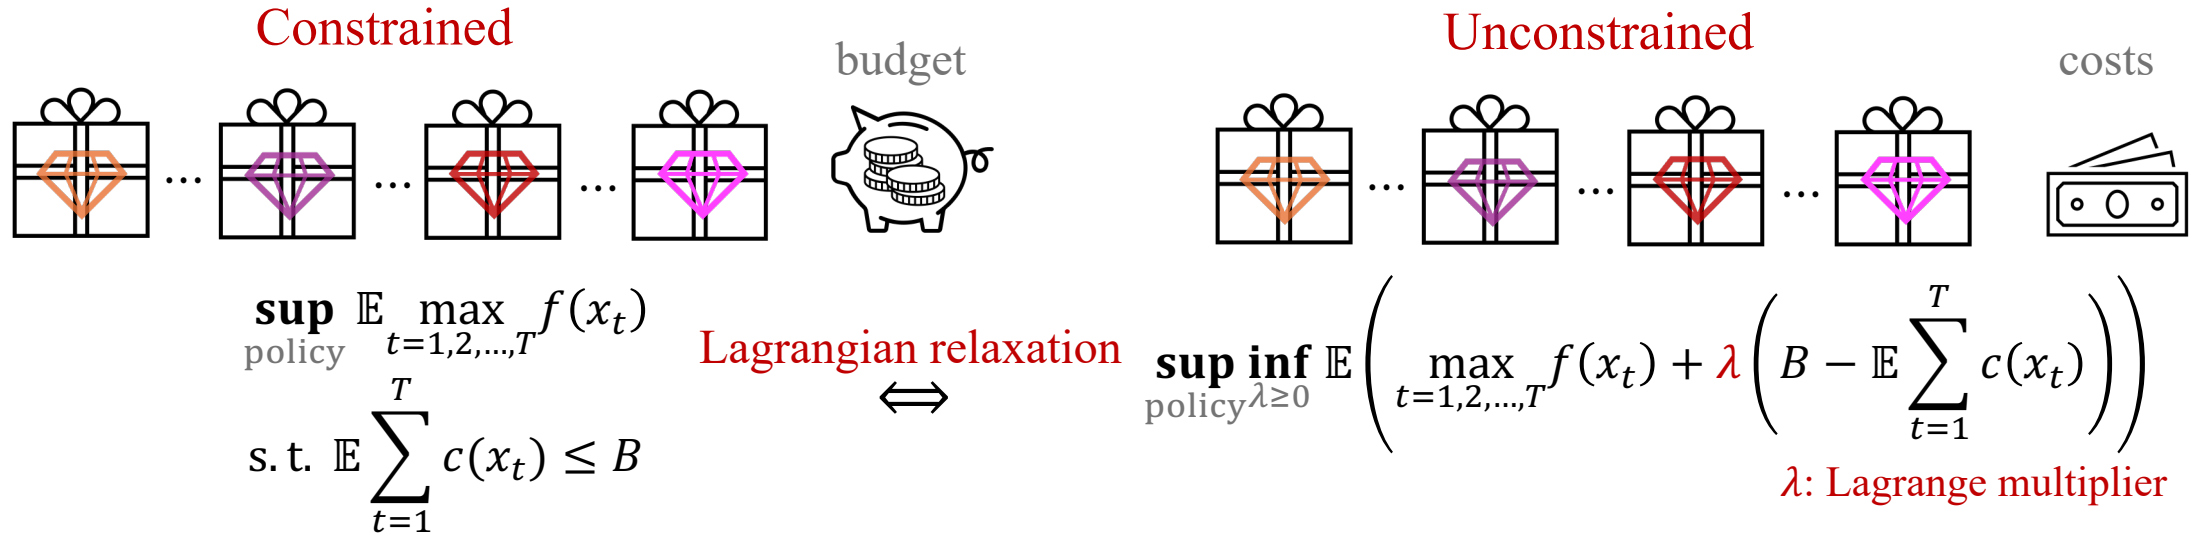 Constrained
budget
... ... ...
sup 𝔼 max f(x_t)
policy t=1,2,...,T
s.t. 𝔼 ∑_{t=1}^{T} c(x_t) ≤ B
Lagrangian relaxation
⇔
Unconstrained
costs
... ... ...
sup inf 𝔼 ( max f(x_t) + λ ( B − 𝔼 ∑_{t=1}^{T} c(x_t) ) )
policy λ≥0 t=1,2,...,T
λ: Lagrange multiplier